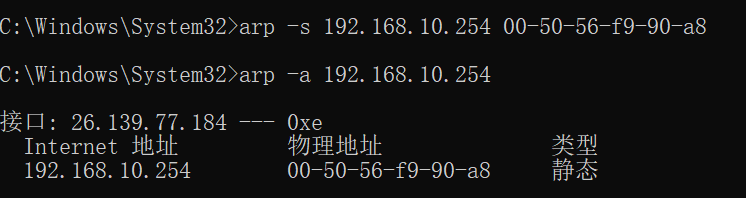 C:\Windows\System32>arp -s 192.168.10.254 00-50-56-f9-90-a8
C:\Windows\System32>arp -a 192.168.10.254
接口: 26.139.77.184 --- 0xe
Internet 地址 物理地址 类型
192.168.10.254 00-50-56-f9-90-a8 静态